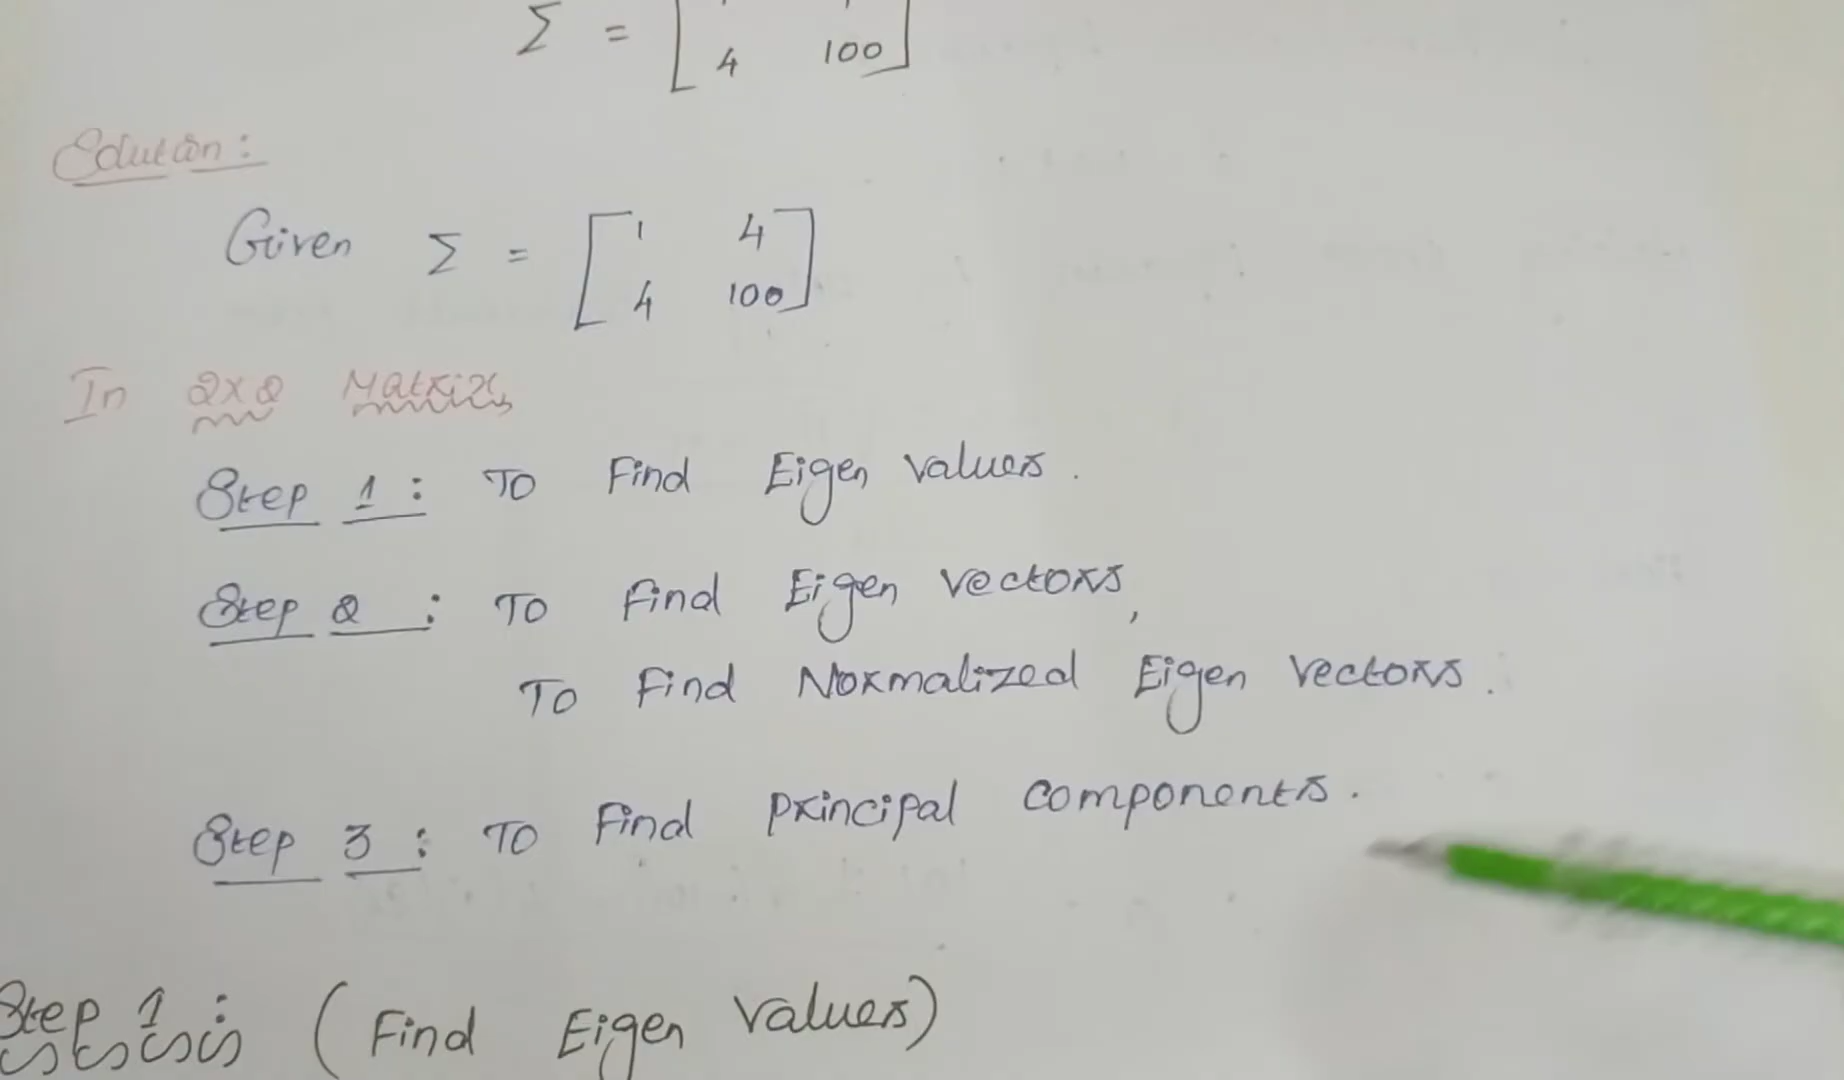 Σ = [ 4 100 ]
Solution:
Given Σ = [ 1 4
4 100 ]
In 2x2 Matrix,
Step 1 : To Find Eigen values.
Step 2 : To Find Eigen vectors,
To Find Normalized Eigen vectors.
Step 3 : To Find principal components.
Step 1 : (Find Eigen values)